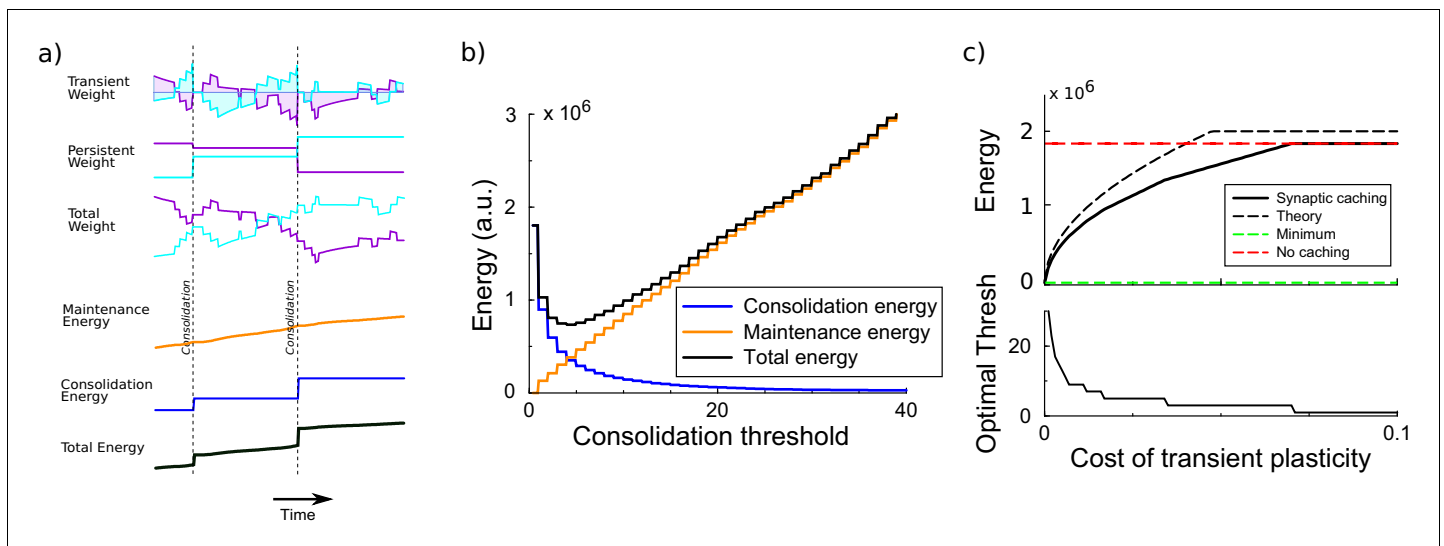 a)
Transient
Weight
Persistent
Weight
Total
Weight
Maintenance
Energy
Consolidation
Energy
Total Energy
Consolidation
Consolidation
Time
b)
x 10^6
3
2
1
0
Energy (a.u.)
0
20
40
Consolidation threshold
Consolidation energy
Maintenance energy
Total energy
c)
x 10^6
2
1
0
Energy
Synaptic caching
Theory
Minimum
No caching
20
0
Optimal Thresh
0
0.1
Cost of transient plasticity